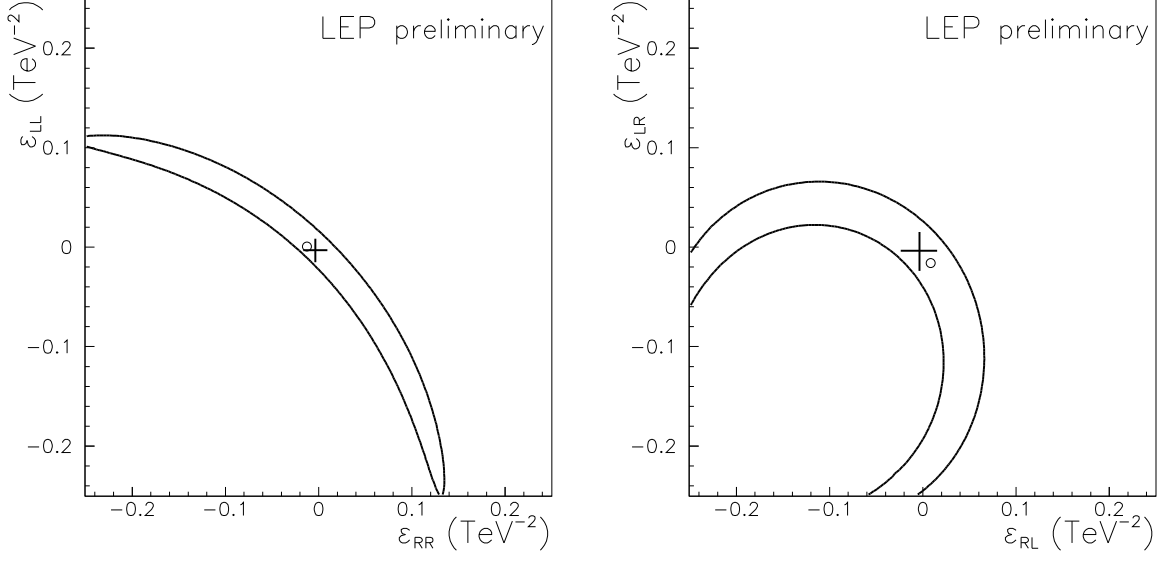 LEP preliminary
ε_LL (TeV⁻²)
0.2
0.1
0
−0.1
−0.2
−0.2 −0.1 0 0.1 0.2
ε_RR (TeV⁻²)
LEP preliminary
ε_LR (TeV⁻²)
0.2
0.1
0
−0.1
−0.2
−0.2 −0.1 0 0.1 0.2
ε_RL (TeV⁻²)